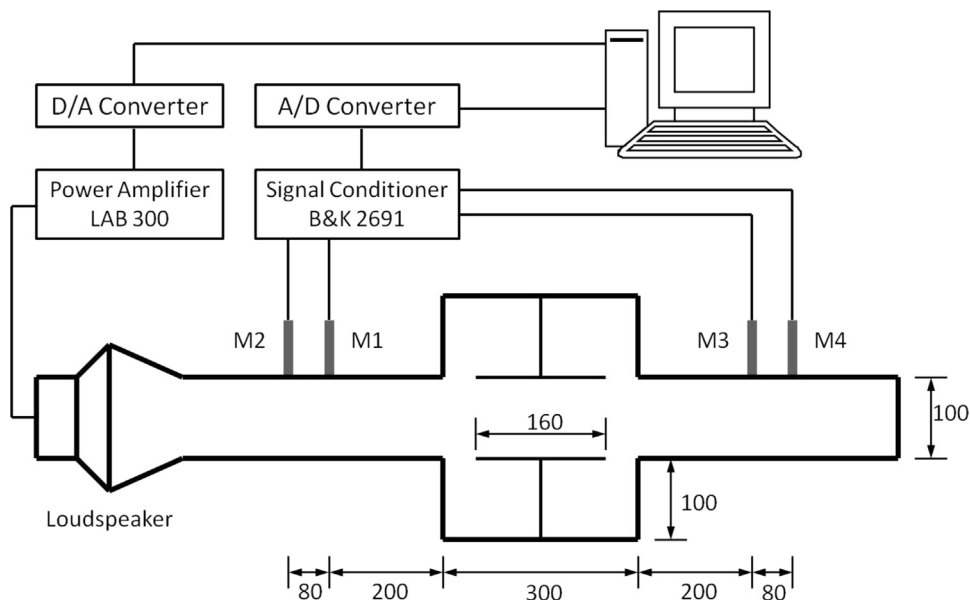 D/A Converter
A/D Converter
Power Amplifier
LAB 300
Signal Conditioner
B&K 2691
M2
M1
M3
M4
160
100
100
Loudspeaker
80
200
300
200
80